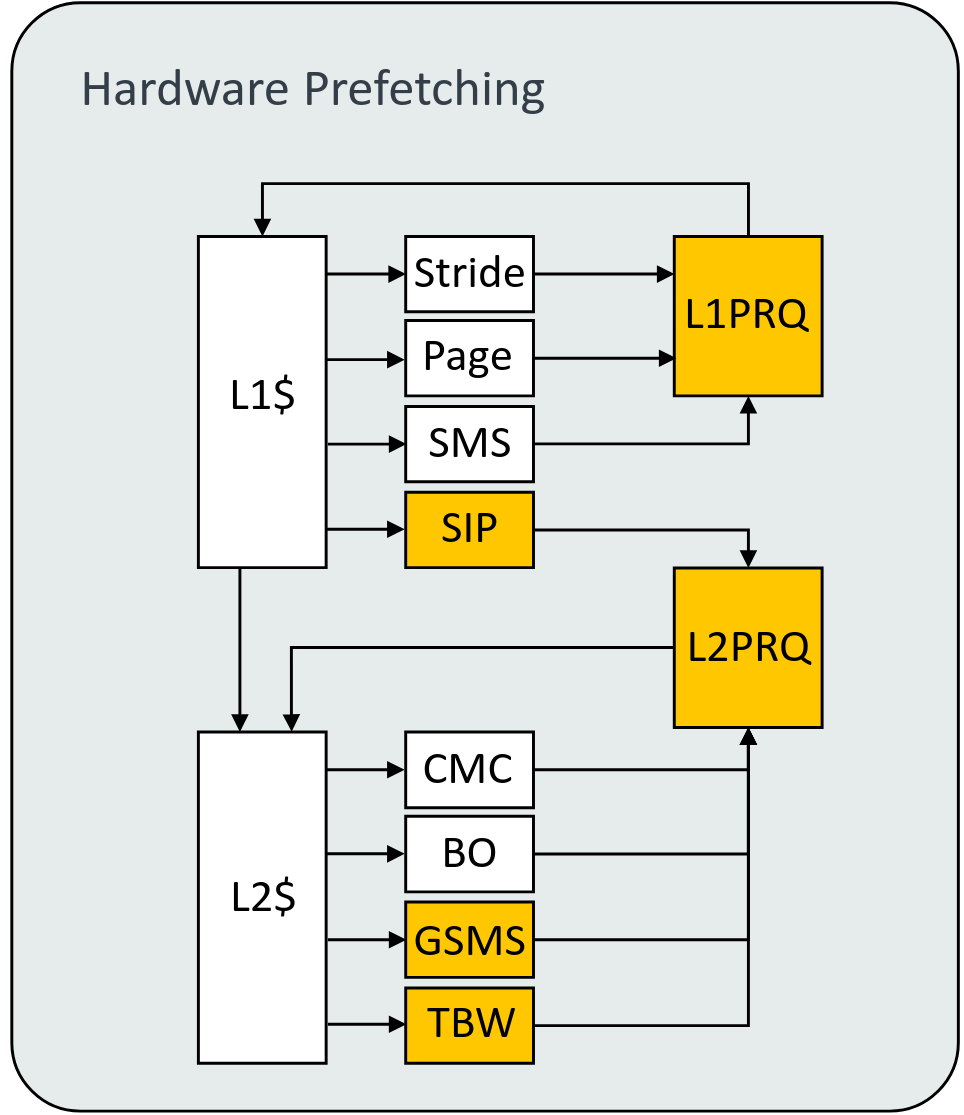 Hardware Prefetching
L1$
Stride
Page
SMS
SIP
L1PRQ
L2PRQ
L2$
CMC
BO
GSMS
TBW